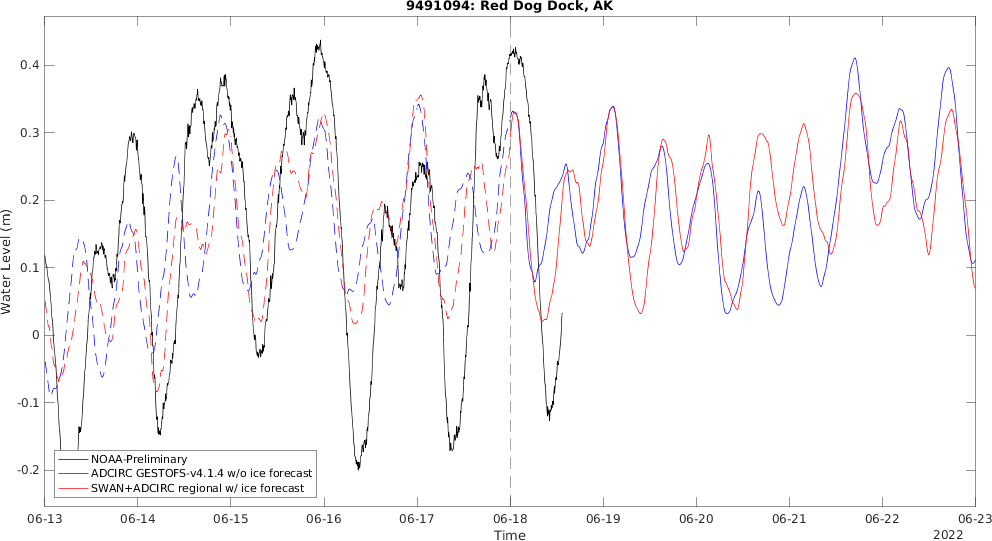 9491094: Red Dog Dock, AK
Water Level (m)
0.4
0.3
0.2
0.1
0
-0.1
-0.2
NOAA-Preliminary
ADCIRC GESTOFS-v4.1.4 w/o ice forecast
SWAN+ADCIRC regional w/ ice forecast
06-13 06-14 06-15 06-16 06-17 06-18 06-19 06-20 06-21 06-22 06-23
Time
2022